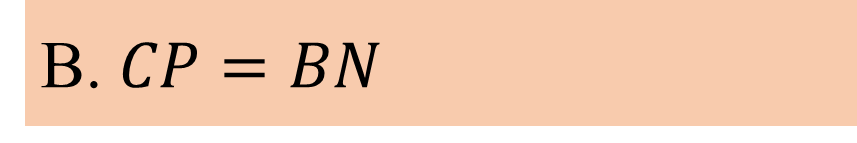 B. CP = BN